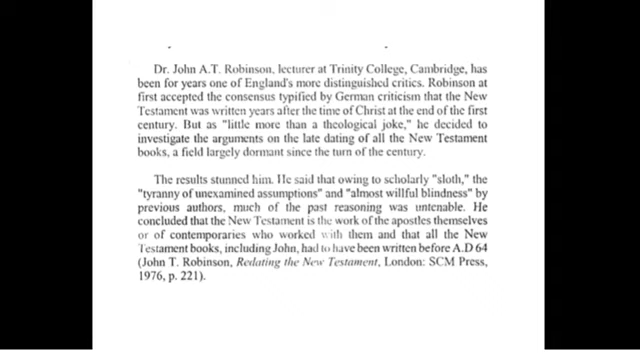 Dr. John A.T. Robinson, lecturer at Trinity College, Cambridge, has
been for years one of England's more distinguished critics. Robinson at
first accepted the consensus typified by German criticism that the New
Testament was written years after the time of Christ at the end of the first
century. But as "little more than a theological joke," he decided to
investigate the arguments on the late dating of all the New Testament
books, a field largely dormant since the turn of the century.
The results stunned him. He said that owing to scholarly "sloth," the
"tyranny of unexamined assumptions" and "almost willful blindness" by
previous authors, much of the past reasoning was untenable. He
concluded that the New Testament is the work of the apostles themselves
or of contemporaries who worked with them and that all the New
Testament books, including John, had to have been written before A.D 64
(John T. Robinson, Redating the New Testament, London: SCM Press,
1976, p. 221).